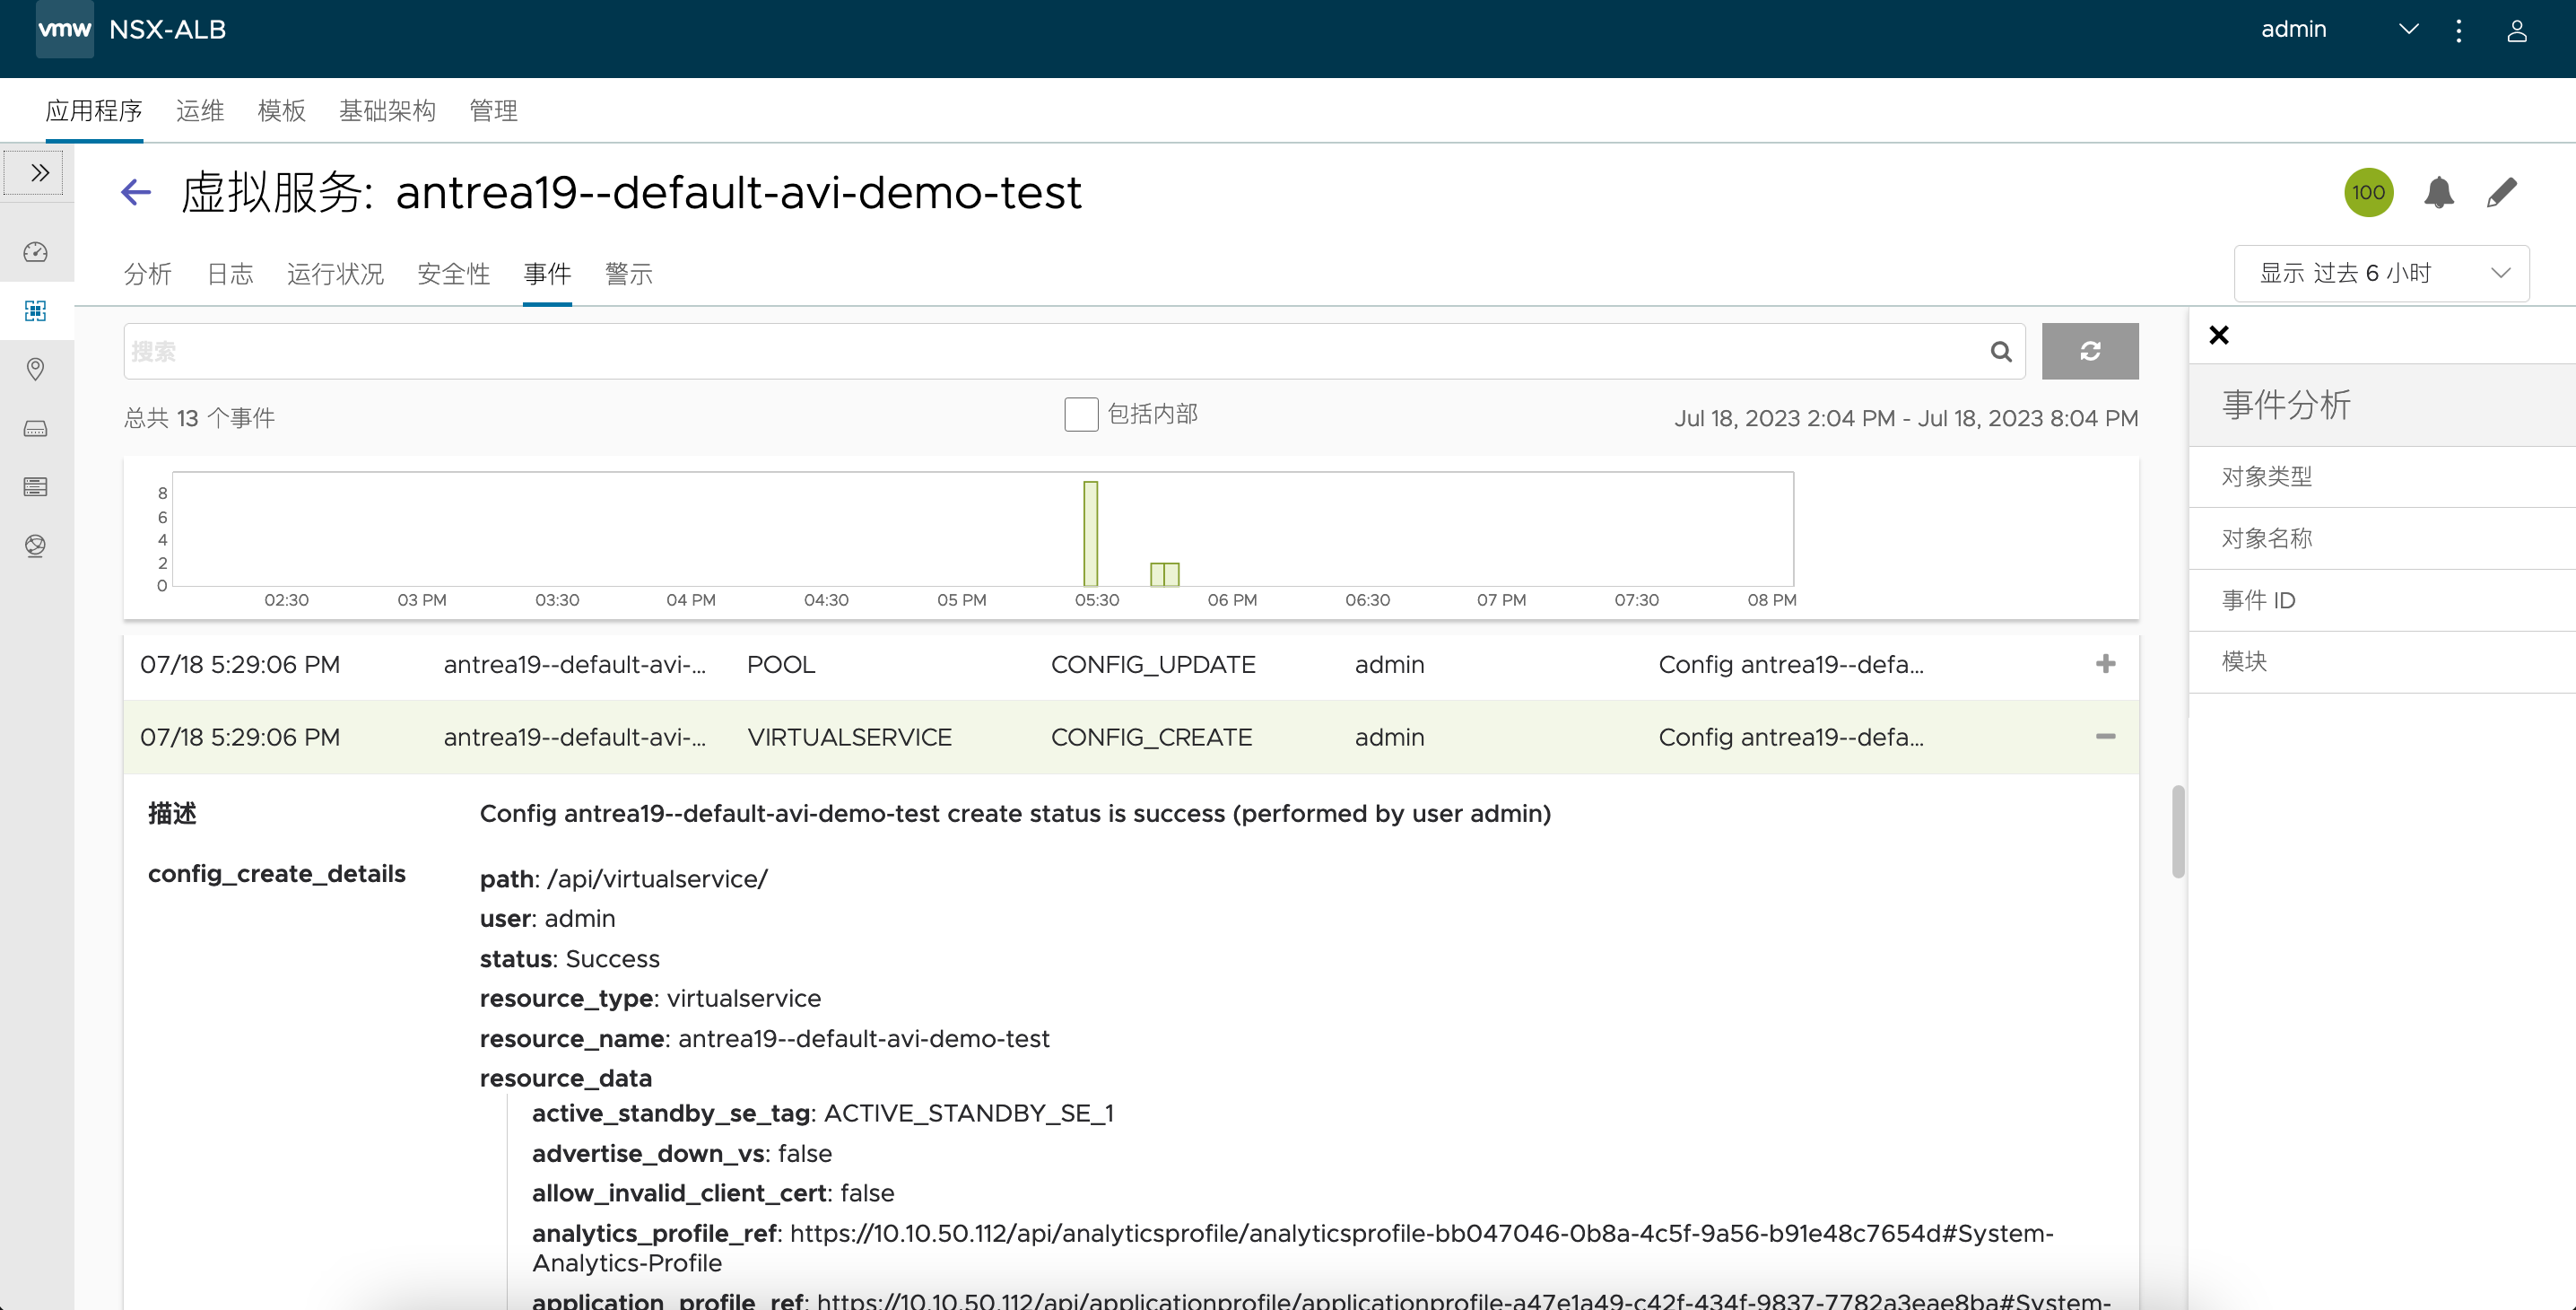 vmw NSX-ALB
admin
应用程序 运维 模板 基础架构 管理
虚拟服务: antrea19--default-avi-demo-test
100
分析 日志 运行状况 安全性 事件 警示
显示 过去 6 小时
搜索
总共 13 个事件
包括内部
Jul 18, 2023 2:04 PM - Jul 18, 2023 8:04 PM
8
6
4
2
0
02:30 03 PM 03:30 04 PM 04:30 05 PM 05:30 06 PM 06:30 07 PM 07:30 08 PM
07/18 5:29:06 PM antrea19--default-avi-... POOL CONFIG_UPDATE admin Config antrea19--defa...
07/18 5:29:06 PM antrea19--default-avi-... VIRTUALSERVICE CONFIG_CREATE admin Config antrea19--defa...
描述 Config antrea19--default-avi-demo-test create status is success (performed by user admin)
config_create_details
path: /api/virtualservice/
user: admin
status: Success
resource_type: virtualservice
resource_name: antrea19--default-avi-demo-test
resource_data
active_standby_se_tag: ACTIVE_STANDBY_SE_1
advertise_down_vs: false
allow_invalid_client_cert: false
analytics_profile_ref: https://10.10.50.112/api/analyticsprofile/analyticsprofile-bb047046-0b8a-4c5f-9a56-b91e48c7654d#System-
Analytics-Profile
application_profile_ref: https://10.10.50.112/api/applicationprofile/applicationprofile-a47e1a49-c42f-434f-9837-7782a3eae8ba#System-
事件分析
对象类型
对象名称
事件 ID
模块